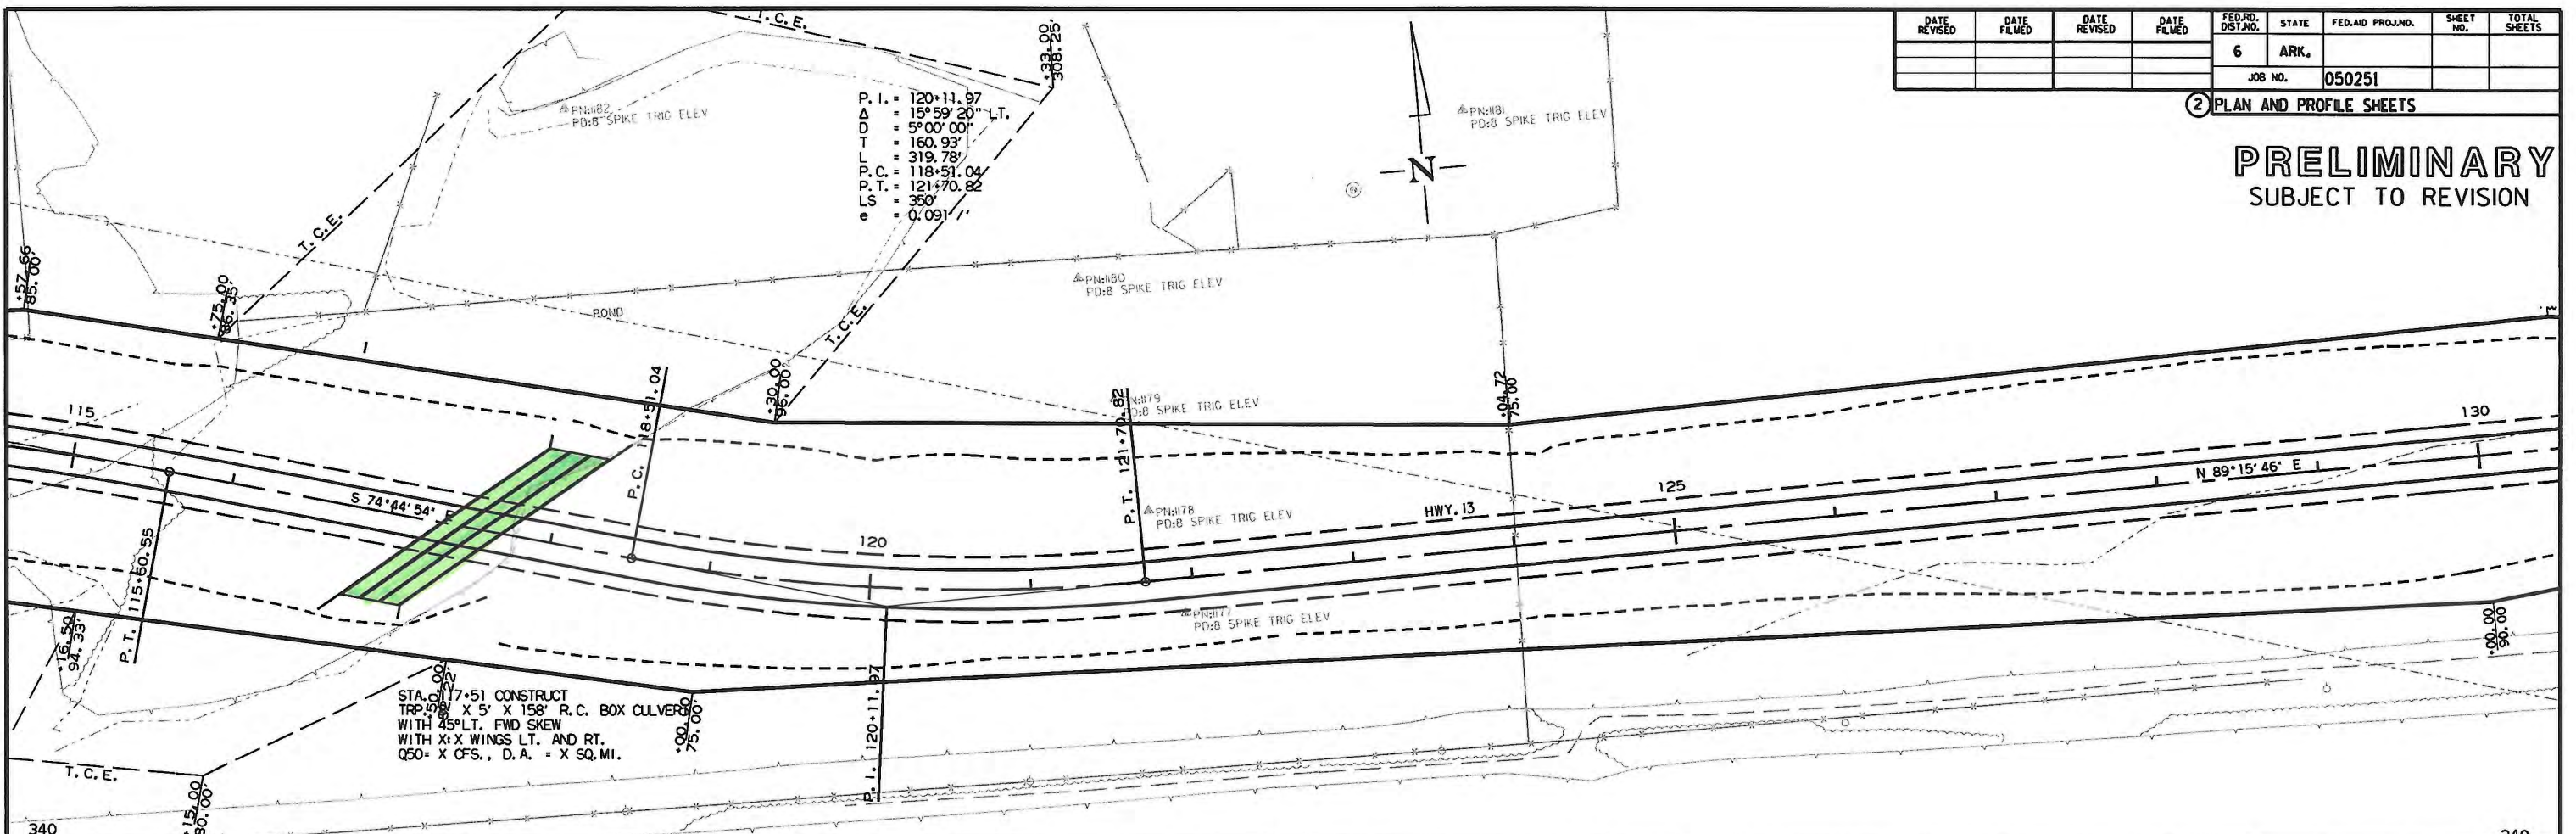 DATE REVISED
DATE FILMED
DATE REVISED
DATE FILMED
FED.RD. DIST.NO.
STATE
FED.AID PROJ.NO.
SHEET NO.
TOTAL SHEETS
6
ARK.
JOB NO.
050251
2 PLAN AND PROFILE SHEETS
PRELIMINARY
SUBJECT TO REVISION
T.C.E.
+33.00
308.25'
P.I. = 120+11.97
Δ = 15°59'20" LT.
D = 5°00'00"
T = 160.93'
L = 319.78'
P.C. = 118+51.04
P.T. = 121+70.82
LS = 350'
e = 0.091'/'
PN:1182
PD:8 SPIKE TRIG ELEV
PN:1181
PD:8 SPIKE TRIG ELEV
N
T.C.E.
+57.66
85.00'
+75.00
86.35'
POND
T.C.E.
PN:1180
PD:8 SPIKE TRIG ELEV
+30.00
96.00'
P.C. 118+51.04
P.T. 121+70.82
PN:1179
PD:8 SPIKE TRIG ELEV
+04.72
75.00
115
S 74°44'54" E
120
PN:1178
PD:8 SPIKE TRIG ELEV
HWY. 13
125
N 89°15'46" E
130
P.T. 115+60.55
+16.50
94.33'
PN:1177
PD:8 SPIKE TRIG ELEV
+00.00
90.00
STA. 117+51 CONSTRUCT
TRP. X 5' X 158' R.C. BOX CULVERT
WITH 45° LT. FWD SKEW
WITH X:X WINGS LT. AND RT.
Q50= X CFS., D.A. = X SQ.MI.
+00.00
75.00'
P.I. 120+11.97
T.C.E.
340
340